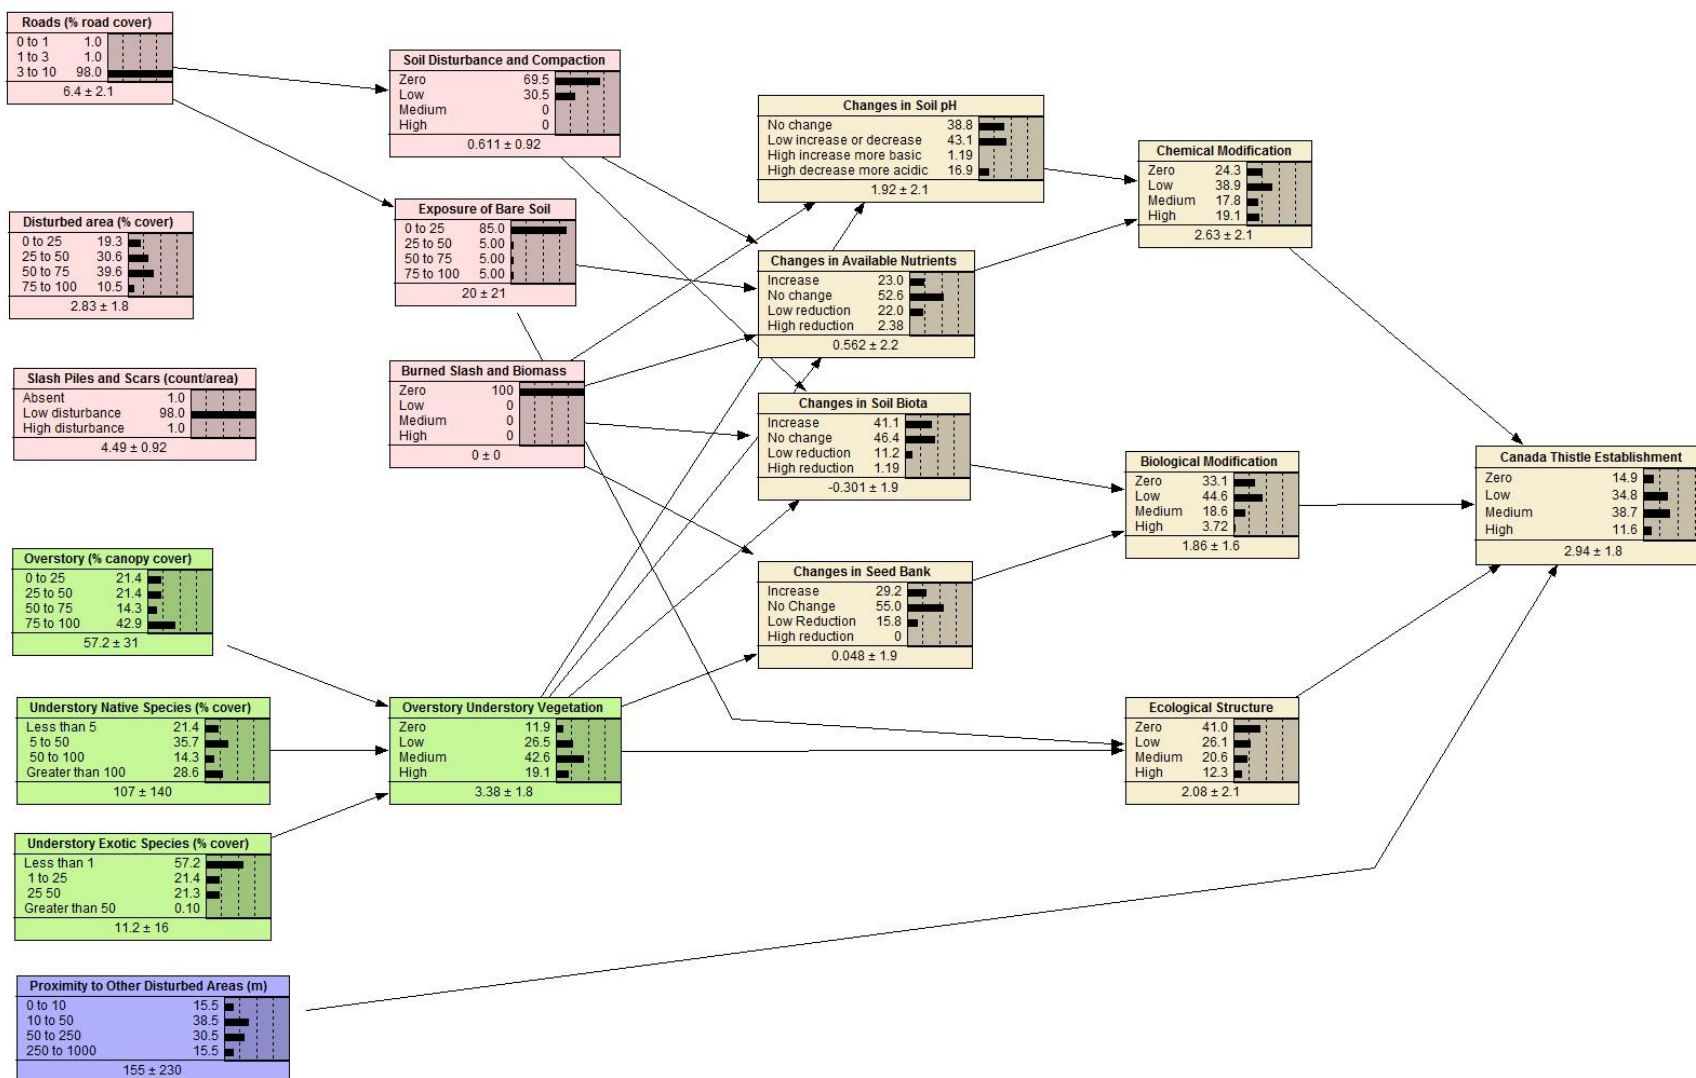 Roads (% road cover)
0 to 1 1.0
1 to 3 1.0
3 to 10 98.0
6.4 ± 2.1
Disturbed area (% cover)
0 to 25 19.3
25 to 50 30.6
50 to 75 39.6
75 to 100 10.5
2.83 ± 1.8
Slash Piles and Scars (count/area)
Absent 1.0
Low disturbance 98.0
High disturbance 1.0
4.49 ± 0.92
Overstory (% canopy cover)
0 to 25 21.4
25 to 50 21.4
50 to 75 14.3
75 to 100 42.9
57.2 ± 31
Understory Native Species (% cover)
Less than 5 21.4
5 to 50 35.7
50 to 100 14.3
Greater than 100 28.6
107 ± 140
Understory Exotic Species (% cover)
Less than 1 57.2
1 to 25 21.4
25 50 21.3
Greater than 50 0.10
11.2 ± 16
Proximity to Other Disturbed Areas (m)
0 to 10 15.5
10 to 50 38.5
50 to 250 30.5
250 to 1000 15.5
155 ± 230
Soil Disturbance and Compaction
Zero 69.5
Low 30.5
Medium 0
High 0
0.611 ± 0.92
Exposure of Bare Soil
0 to 25 85.0
25 to 50 5.00
50 to 75 5.00
75 to 100 5.00
20 ± 21
Burned Slash and Biomass
Zero 100
Low 0
Medium 0
High 0
0 ± 0
Overstory Understory Vegetation
Zero 11.9
Low 26.5
Medium 42.6
High 19.1
3.38 ± 1.8
Changes in Soil pH
No change 38.8
Low increase or decrease 43.1
High increase more basic 1.19
High decrease more acidic 16.9
1.92 ± 2.1
Changes in Available Nutrients
Increase 23.0
No change 52.6
Low reduction 22.0
High reduction 2.38
0.562 ± 2.2
Changes in Soil Biota
Increase 41.1
No change 46.4
Low reduction 11.2
High reduction 1.19
-0.301 ± 1.9
Changes in Seed Bank
Increase 29.2
No Change 55.0
Low Reduction 15.8
High reduction 0
0.048 ± 1.9
Chemical Modification
Zero 24.3
Low 38.9
Medium 17.8
High 19.1
2.63 ± 2.1
Biological Modification
Zero 33.1
Low 44.6
Medium 18.6
High 3.72
1.86 ± 1.6
Ecological Structure
Zero 41.0
Low 26.1
Medium 20.6
High 12.3
2.08 ± 2.1
Canada Thistle Establishment
Zero 14.9
Low 34.8
Medium 38.7
High 11.6
2.94 ± 1.8